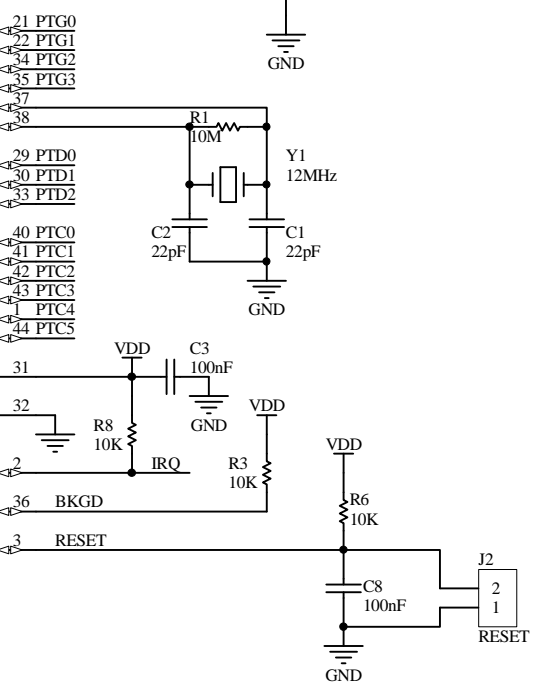 21 PTG0
22 PTG1
34 PTG2
35 PTG3
GND
37
38
R1
10M
Y1
12MHz
29 PTD0
30 PTD1
33 PTD2
C2
22pF
C1
22pF
40 PTC0
41 PTC1
42 PTC2
43 PTC3
1 PTC4
44 PTC5
GND
VDD
C3
100nF
31
GND
32
R8
10K
VDD
2 IRQ
R3
10K
VDD
36 BKGD
R6
10K
3 RESET
J2
2
1
C8
100nF
RESET
GND